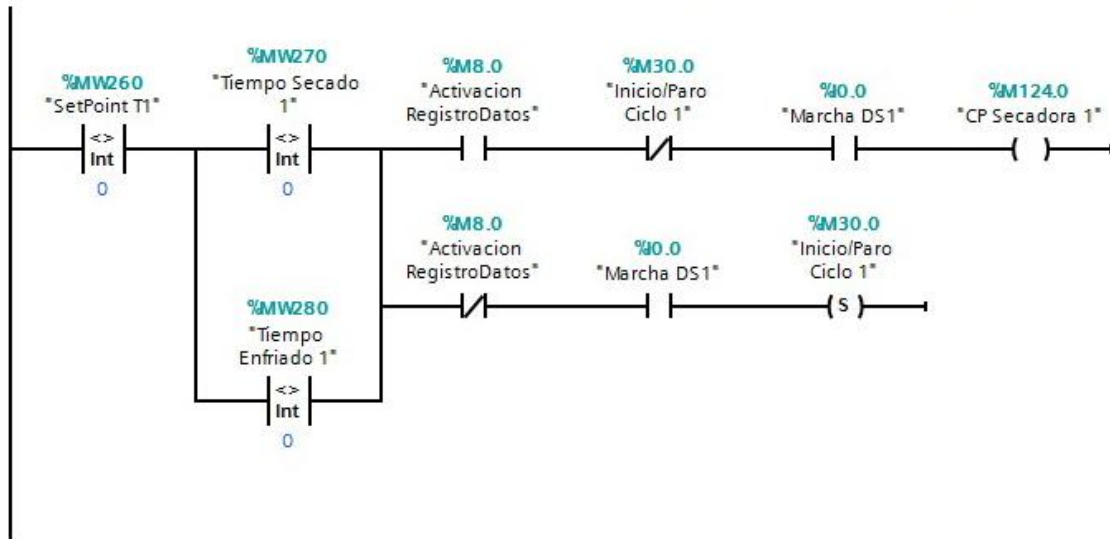 %MW260
"SetPoint T1"
<>
Int
0
%MW270
"Tiempo Secado
1"
<>
Int
0
%M8.0
"Activacion
RegistroDatos"
%M30.0
"Inicio/Paro
Ciclo 1"
%I0.0
"Marcha DS1"
%M124.0
"CP Secadora 1"
( )
%MW280
"Tiempo
Enfriado 1"
<>
Int
0
%M8.0
"Activacion
RegistroDatos"
%I0.0
"Marcha DS1"
%M30.0
"Inicio/Paro
Ciclo 1"
( S )